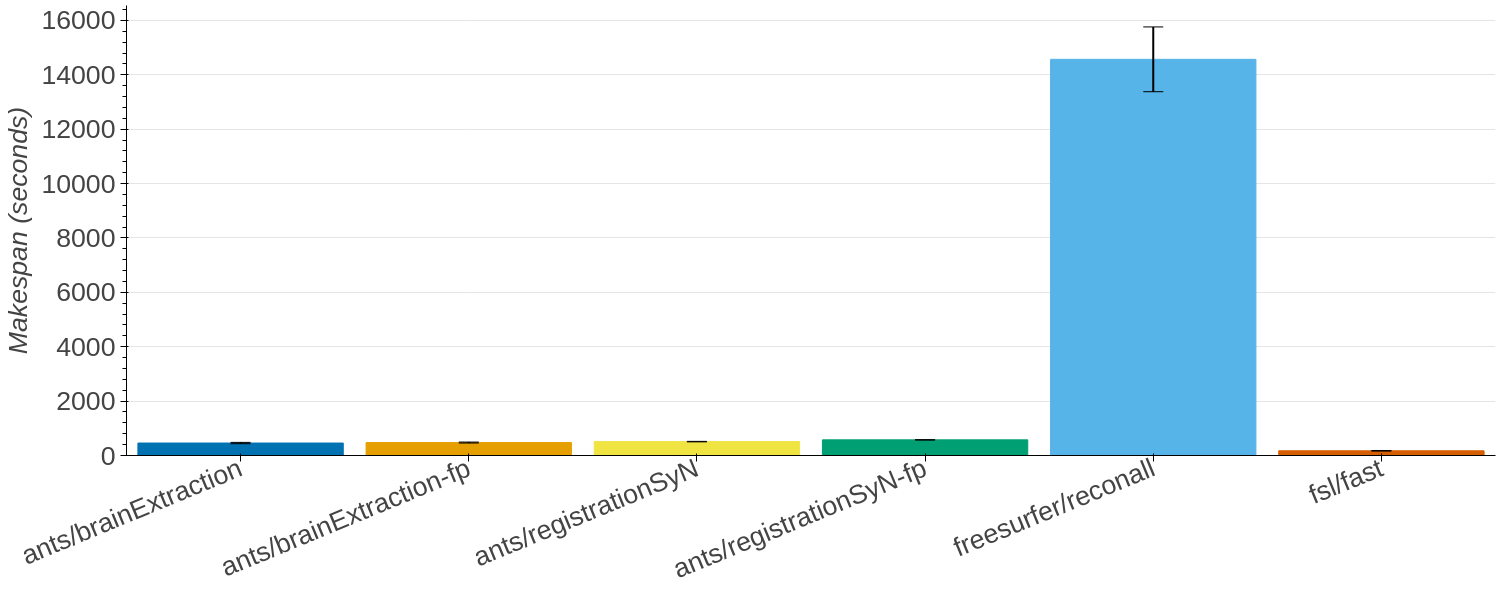 Makespan (seconds)
16000
14000
12000
10000
8000
6000
4000
2000
0
ants/brainExtraction
ants/brainExtraction-fp
ants/registrationSyN
ants/registrationSyN-fp
freesurfer/reconall
fsl/fast